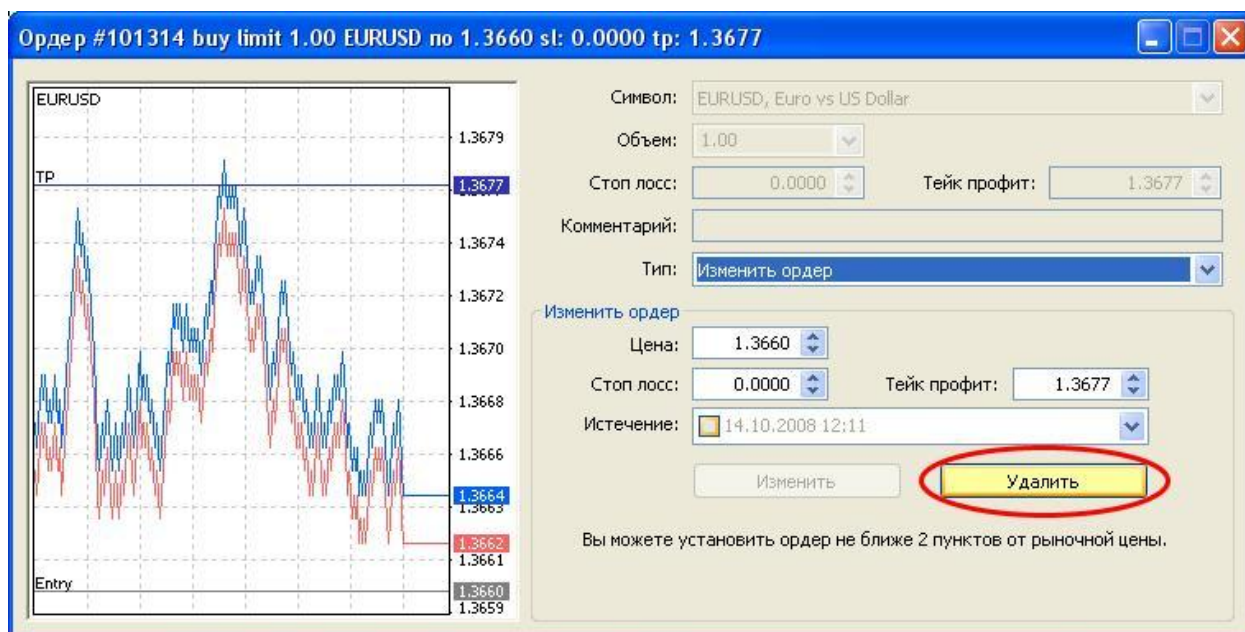 Ордер #101314 buy limit 1.00 EURUSD по 1.3660 sl: 0.0000 tp: 1.3677
EURUSD
1.3679
TP
1.3677
1.3674
1.3672
1.3670
1.3668
1.3666
1.3664
1.3663
1.3662
1.3661
Entry
1.3660
1.3659
Символ: EURUSD, Euro vs US Dollar
Объем: 1.00
Стоп лосс: 0.0000 Тейк профит: 1.3677
Комментарий:
Тип: Изменить ордер
Изменить ордер
Цена: 1.3660
Стоп лосс: 0.0000 Тейк профит: 1.3677
Истечение: 14.10.2008 12:11
Изменить Удалить
Вы можете установить ордер не ближе 2 пунктов от рыночной цены.